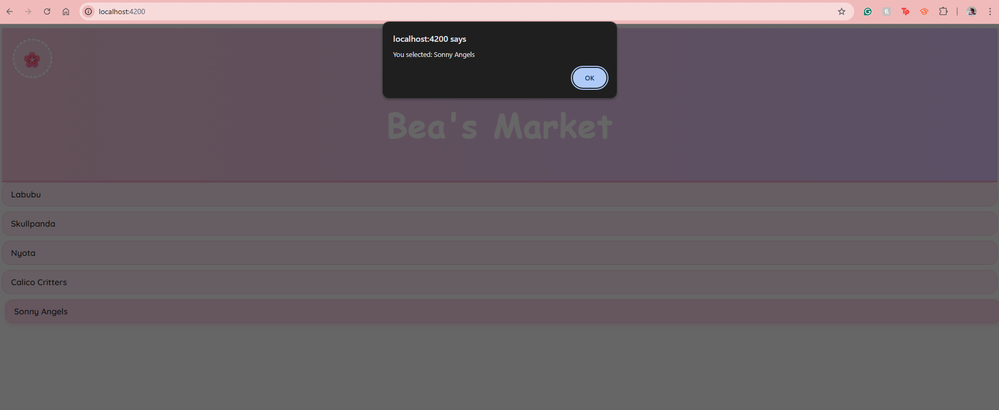 localhost:4200
localhost:4200 says
You selected: Sonny Angels
OK
Bea's Market
Labubu
Skullpanda
Nyota
Calico Critters
Sonny Angels